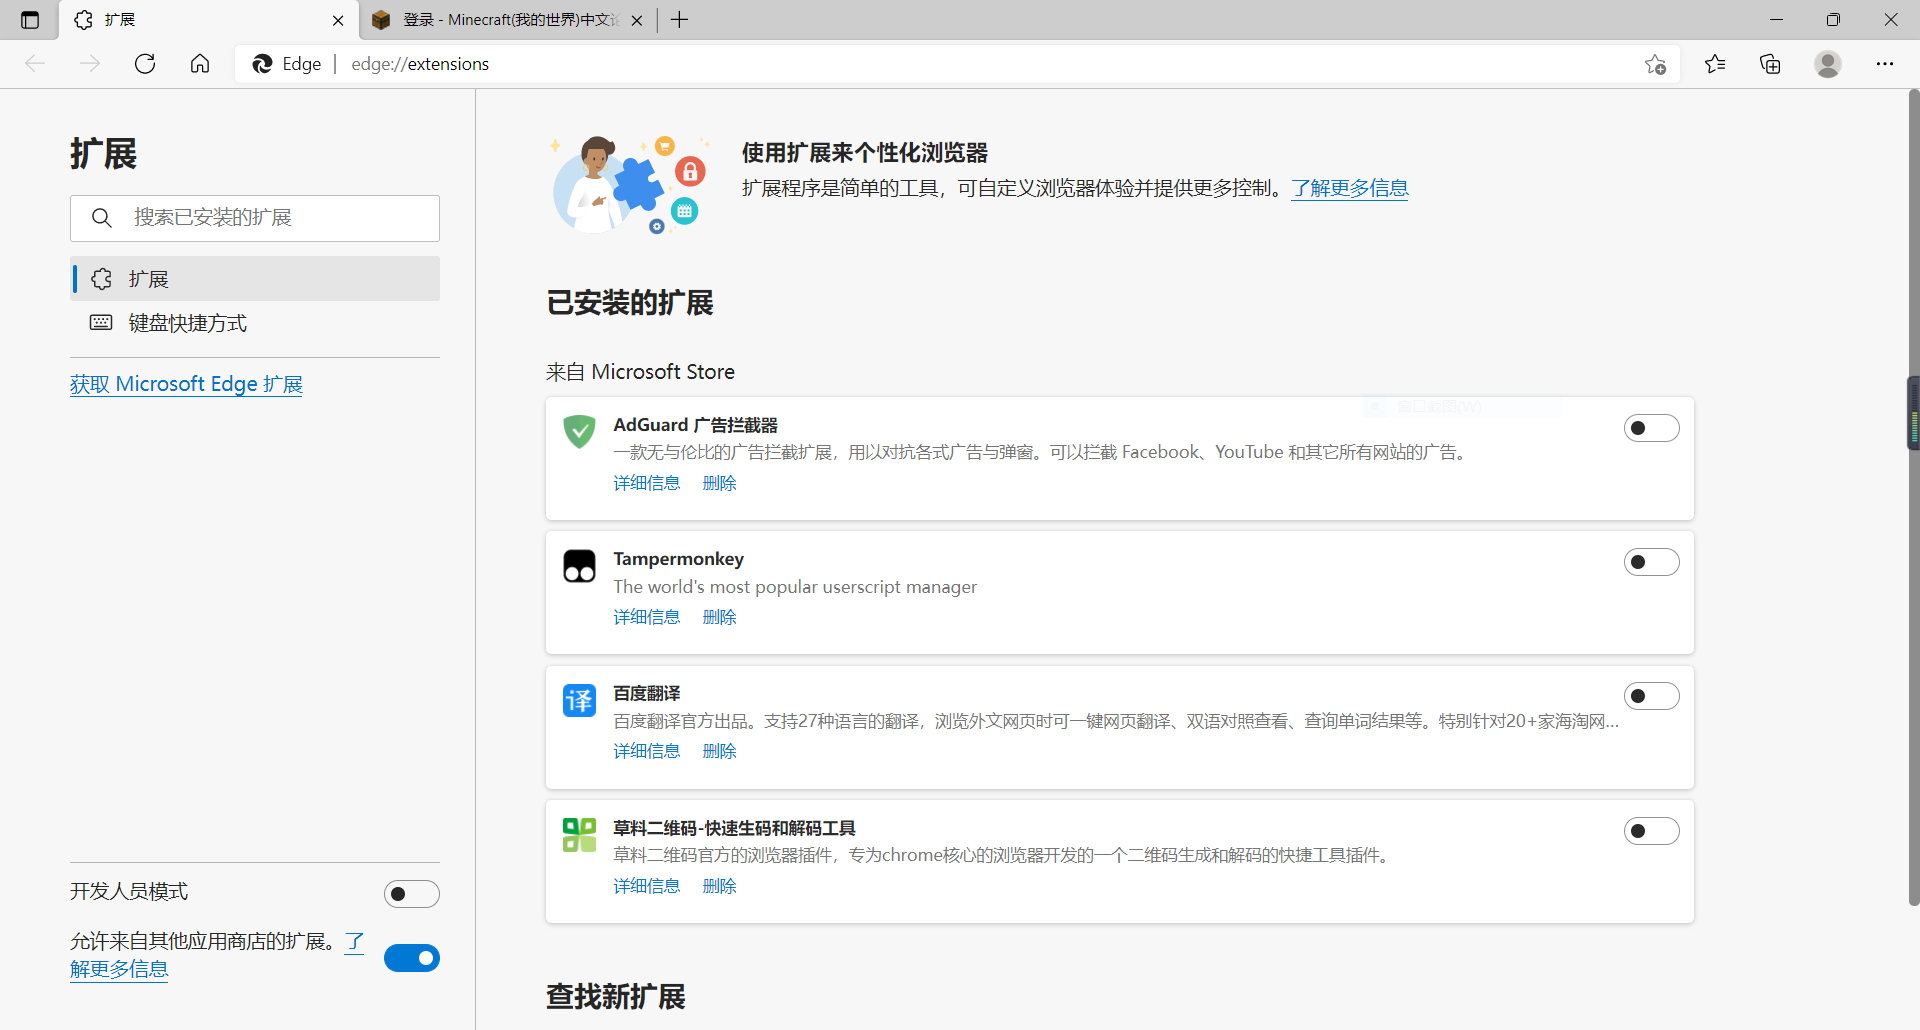 扩展
登录 - Minecraft(我的世界)中文论
Edge
edge://extensions
扩展
搜索已安装的扩展
扩展
键盘快捷方式
获取 Microsoft Edge 扩展
开发人员模式
允许来自其他应用商店的扩展。了
解更多信息
使用扩展来个性化浏览器
扩展程序是简单的工具，可自定义浏览器体验并提供更多控制。了解更多信息
已安装的扩展
来自 Microsoft Store
窗口截图(W)
AdGuard 广告拦截器
一款无与伦比的广告拦截扩展，用以对抗各式广告与弹窗。可以拦截 Facebook、YouTube 和其它所有网站的广告。
详细信息 删除
Tampermonkey
The world's most popular userscript manager
详细信息 删除
译
百度翻译
百度翻译官方出品。支持27种语言的翻译，浏览外文网页时可一键网页翻译、双语对照查看、查询单词结果等。特别针对20+家海淘网...
详细信息 删除
草料二维码-快速生码和解码工具
草料二维码官方的浏览器插件，专为chrome核心的浏览器开发的一个二维码生成和解码的快捷工具插件。
详细信息 删除
查找新扩展